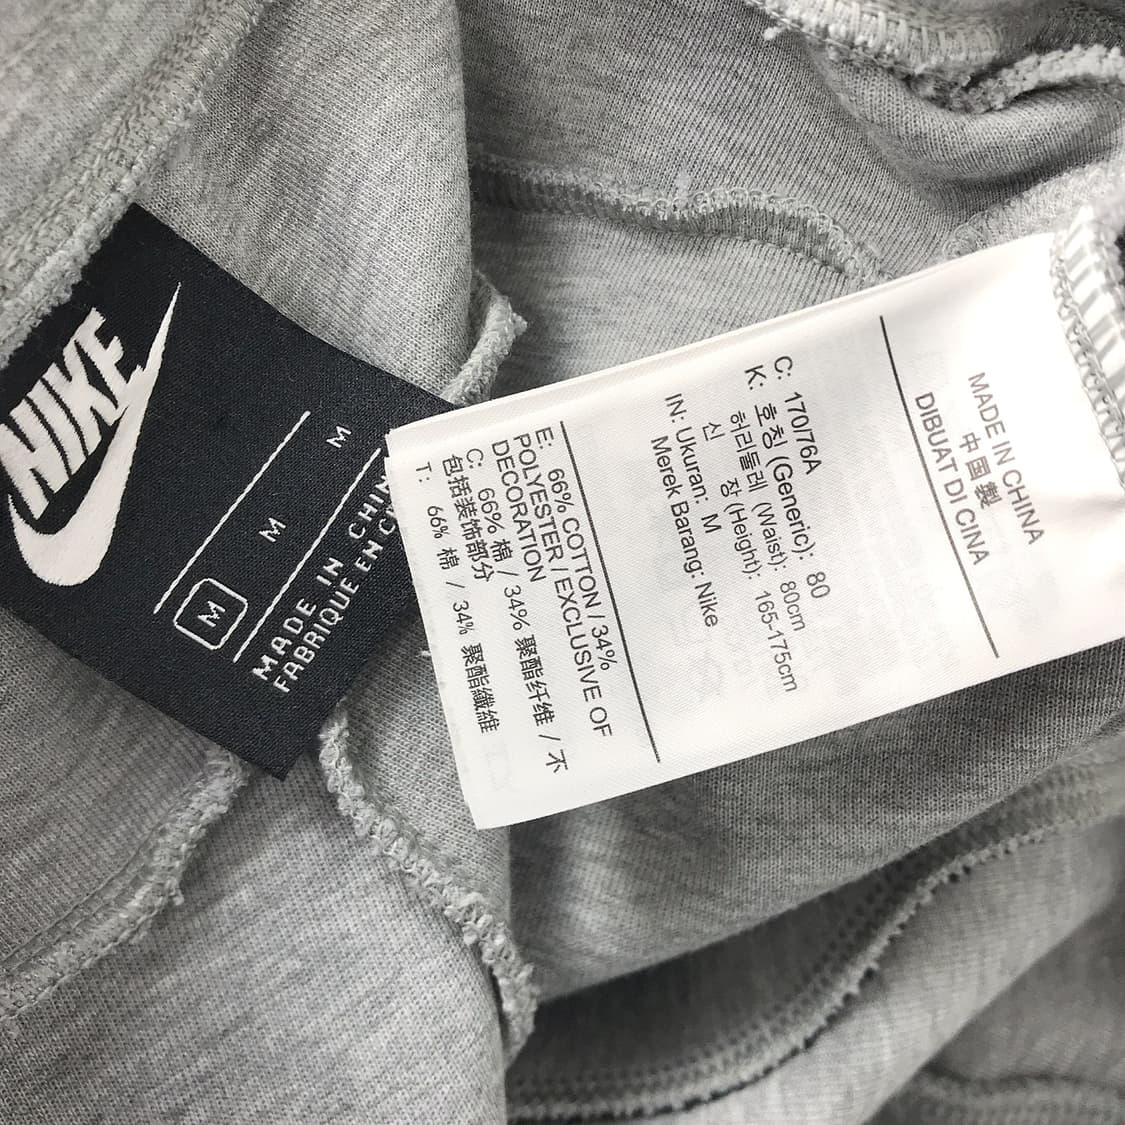 NIKE
M
M
M
MADE IN CHIN
FABRIQUE EN C
MADE IN CHINA
中国製
DIBUAT DI CINA
C: 170/76A
K: 호칭 (Generic): 80
허리둘레 (Waist): 80cm
신 장 (Height): 165-175cm
IN: Ukuran: M
Merek Barang: Nike
E: 66% COTTON / 34%
POLYESTER / EXCLUSIVE OF
DECORATION
C: 66% 棉 / 34% 聚酯纤维 / 不
包括装饰部分
T: 66% 棉 / 34% 聚酯纖維